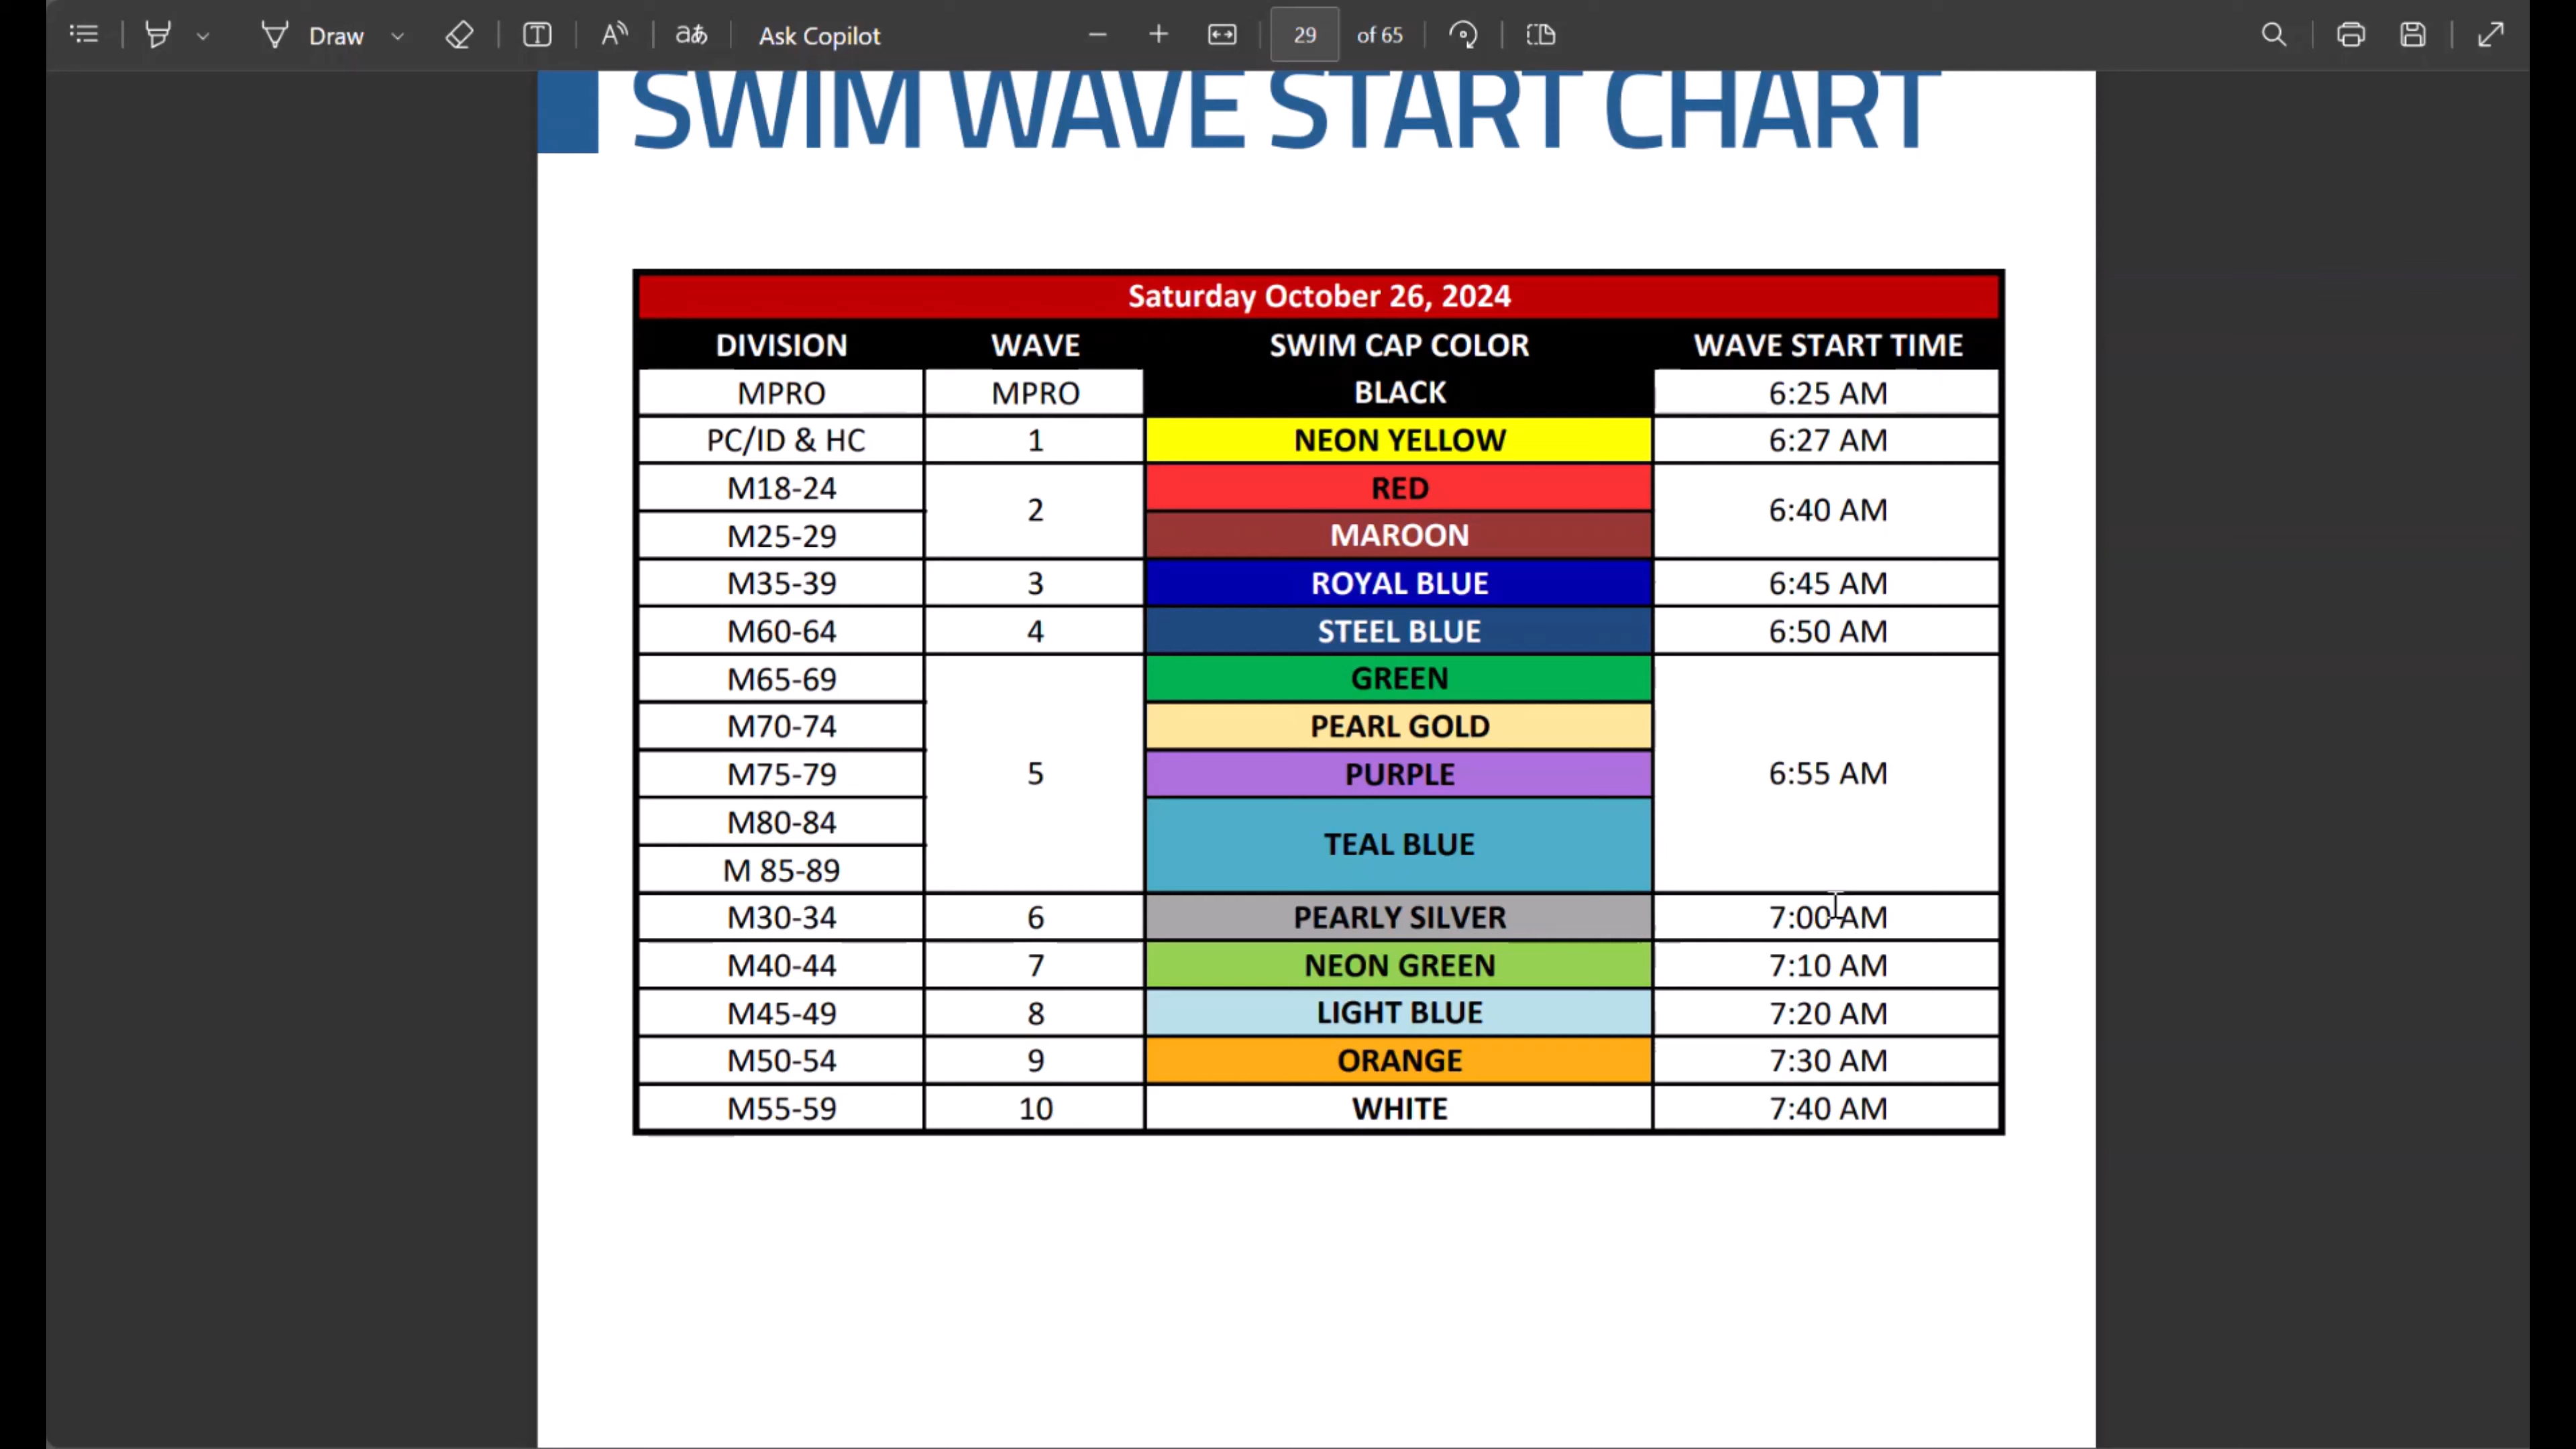 Draw
aあ
Ask Copilot
29 of 65
SWIM WAVE START CHART
Saturday October 26, 2024
DIVISION WAVE SWIM CAP COLOR WAVE START TIME
MPRO MPRO BLACK 6:25 AM
PC/ID & HC 1 NEON YELLOW 6:27 AM
M18-24 2 RED 6:40 AM
M25-29 MAROON
M35-39 3 ROYAL BLUE 6:45 AM
M60-64 4 STEEL BLUE 6:50 AM
M65-69 GREEN
M70-74 PEARL GOLD
M75-79 5 PURPLE 6:55 AM
M80-84 TEAL BLUE
M 85-89
M30-34 6 PEARLY SILVER 7:00 AM
M40-44 7 NEON GREEN 7:10 AM
M45-49 8 LIGHT BLUE 7:20 AM
M50-54 9 ORANGE 7:30 AM
M55-59 10 WHITE 7:40 AM